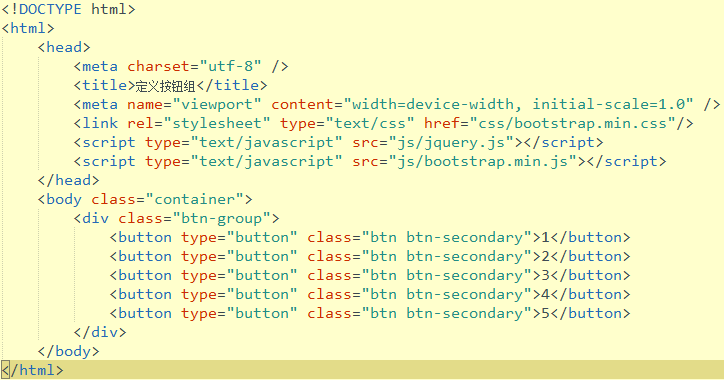 <!DOCTYPE html>
<html>
    <head>
        <meta charset="utf-8" />
        <title>定义按钮组</title>
        <meta name="viewport" content="width=device-width, initial-scale=1.0" />
        <link rel="stylesheet" type="text/css" href="css/bootstrap.min.css"/>
        <script type="text/javascript" src="js/jquery.js"></script>
        <script type="text/javascript" src="js/bootstrap.min.js"></script>
    </head>
    <body class="container">
        <div class="btn-group">
            <button type="button" class="btn btn-secondary">1</button>
            <button type="button" class="btn btn-secondary">2</button>
            <button type="button" class="btn btn-secondary">3</button>
            <button type="button" class="btn btn-secondary">4</button>
            <button type="button" class="btn btn-secondary">5</button>
        </div>
    </body>
</html>